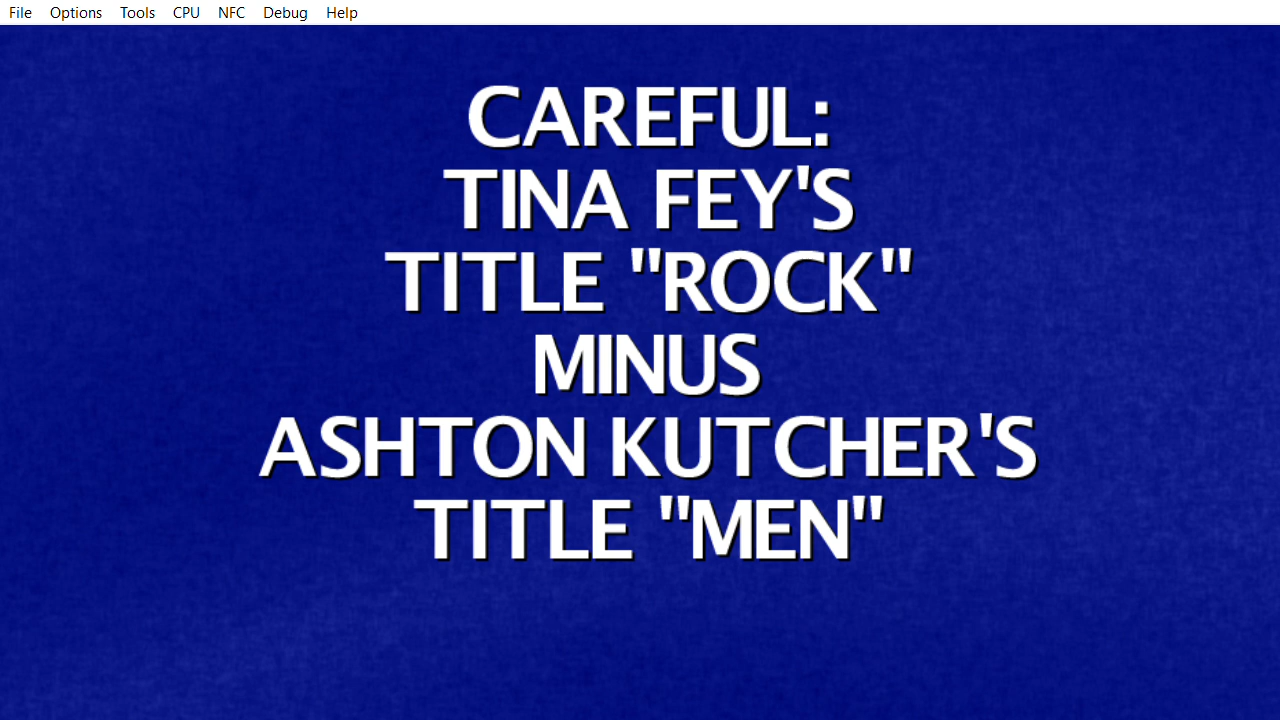 File Options Tools CPU NFC Debug Help
CAREFUL:
TINA FEY'S
TITLE "ROCK"
MINUS
ASHTON KUTCHER'S
TITLE "MEN"